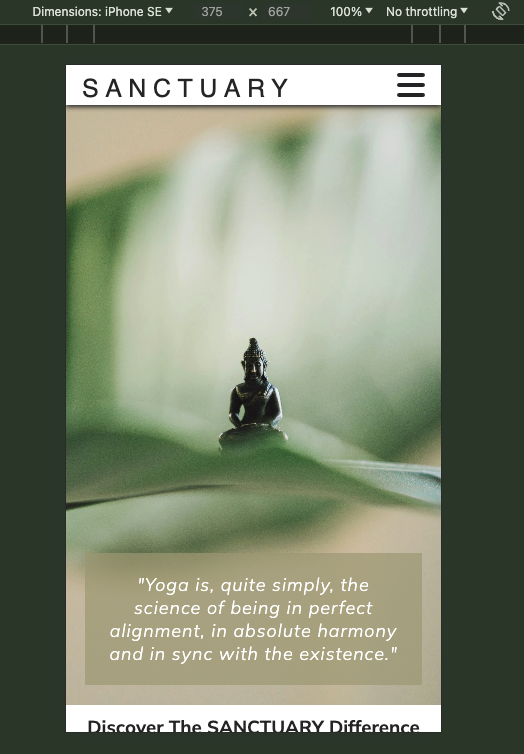 Dimensions: iPhone SE ▼ 375 × 667 100% ▼ No throttling ▼
SANCTUARY
"Yoga is, quite simply, the
science of being in perfect
alignment, in absolute harmony
and in sync with the existence."
Discover The SANCTUARY Difference